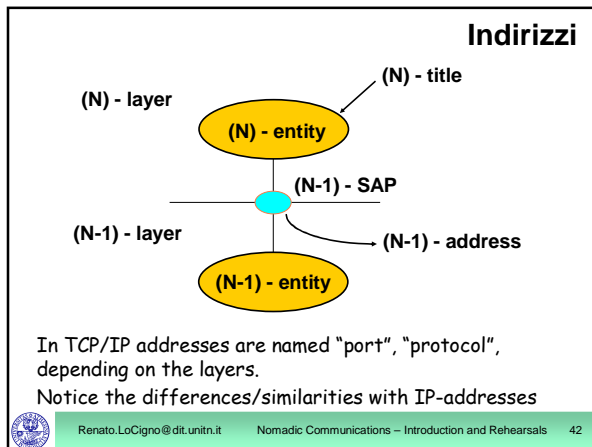 Indirizzi
(N) - title
(N) - layer
(N) - entity
(N-1) - SAP
(N-1) - layer
(N-1) - address
(N-1) - entity
In TCP/IP addresses are named “port”, “protocol”,
depending on the layers.
Notice the differences/similarities with IP-addresses
Renato.LoCigno@dit.unitn.it Nomadic Communications – Introduction and Rehearsals 42